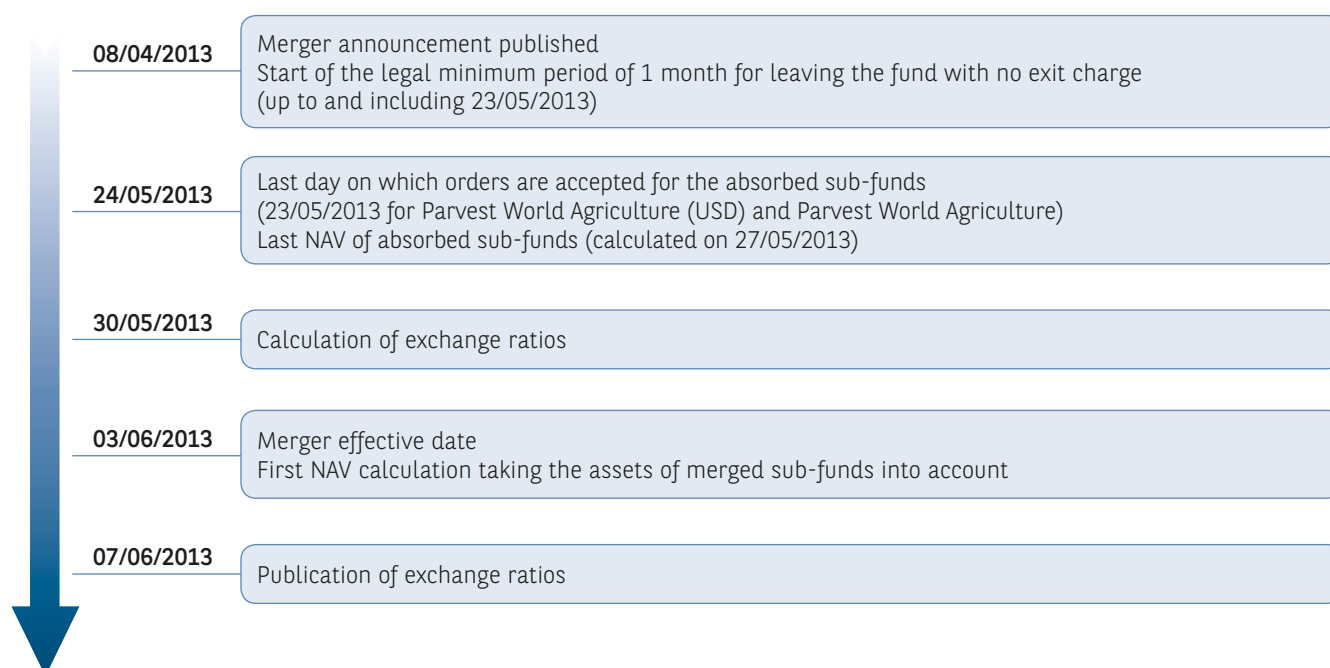 08/04/2013
Merger announcement published
Start of the legal minimum period of 1 month for leaving the fund with no exit charge
(up to and including 23/05/2013)
24/05/2013
Last day on which orders are accepted for the absorbed sub-funds
(23/05/2013 for Parvest World Agriculture (USD) and Parvest World Agriculture)
Last NAV of absorbed sub-funds (calculated on 27/05/2013)
30/05/2013
Calculation of exchange ratios
03/06/2013
Merger effective date
First NAV calculation taking the assets of merged sub-funds into account
07/06/2013
Publication of exchange ratios